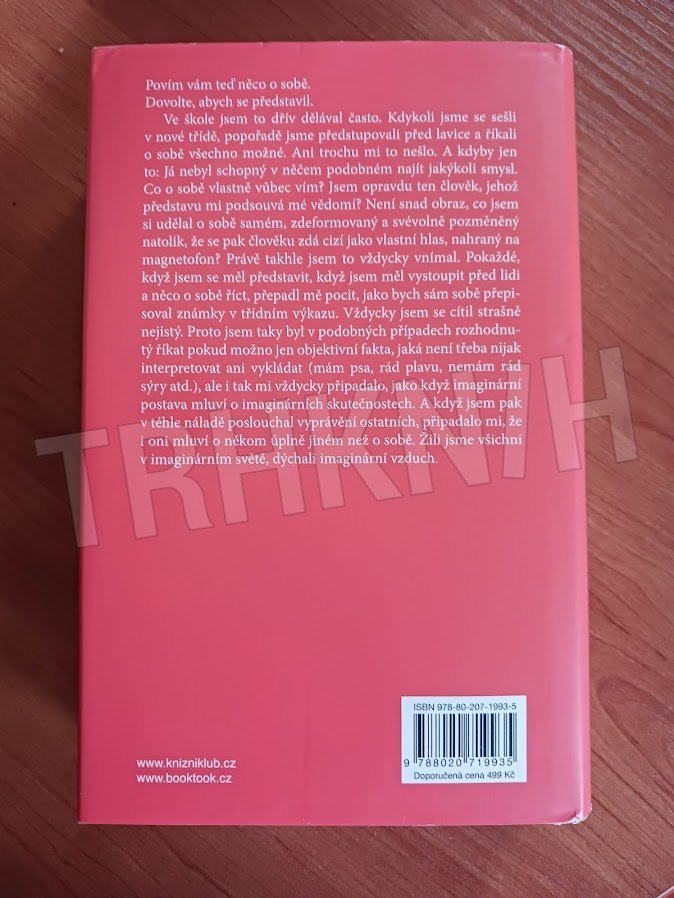 Povím vám teď něco o sobě.
Dovolte, abych se představil.
Ve škole jsem to dřív dělával často. Kdykoli jsme se sešli
v nové třídě, popořadě jsme předstupovali před lavice a říkali
o sobě všechno možné. Ani trochu mi to nešlo. A kdyby jen
to: Já nebyl schopný v něčem podobném najít jakýkoli smysl.
Co o sobě vlastně vůbec vím? Jsem opravdu ten člověk, jehož
představu mi podsouvá mé vědomí? Není snad obraz, co jsem
si udělal o sobě samém, zdeformovaný a svévolně pozměněný
natolik, že se pak člověku zdá cizí jako vlastní hlas, nahraný na
magnetofon? Právě takhle jsem to vždycky vnímal. Pokaždé,
když jsem se měl představit, když jsem měl vystoupit před lidi
a něco o sobě říct, přepadl mě pocit, jako bych sám sobě přepi-
soval známky v třídním výkazu. Vždycky jsem se cítil strašně
nejistý. Proto jsem taky byl v podobných případech rozhodnu-
tý říkat pokud možno jen objektivní fakta, jaká není třeba nijak
interpretovat ani vykládat (mám psa, rád plavu, nemám rád
sýry atd.), ale i tak mi vždycky připadalo, jako když imaginární
postava mluví o imaginárních skutečnostech. A když jsem pak
v téhle náladě poslouchal vyprávění ostatních, připadalo mi, že
i oni mluví o někom úplně jiném než o sobě. Žili jsme všichni
v imaginárním světě, dýchali imaginární vzduch.
TRHKNIH
ISBN 978-80-207-1993-5
9 788020 719935
Doporučená cena 499 Kč
www.knizniklub.cz
www.booktook.cz